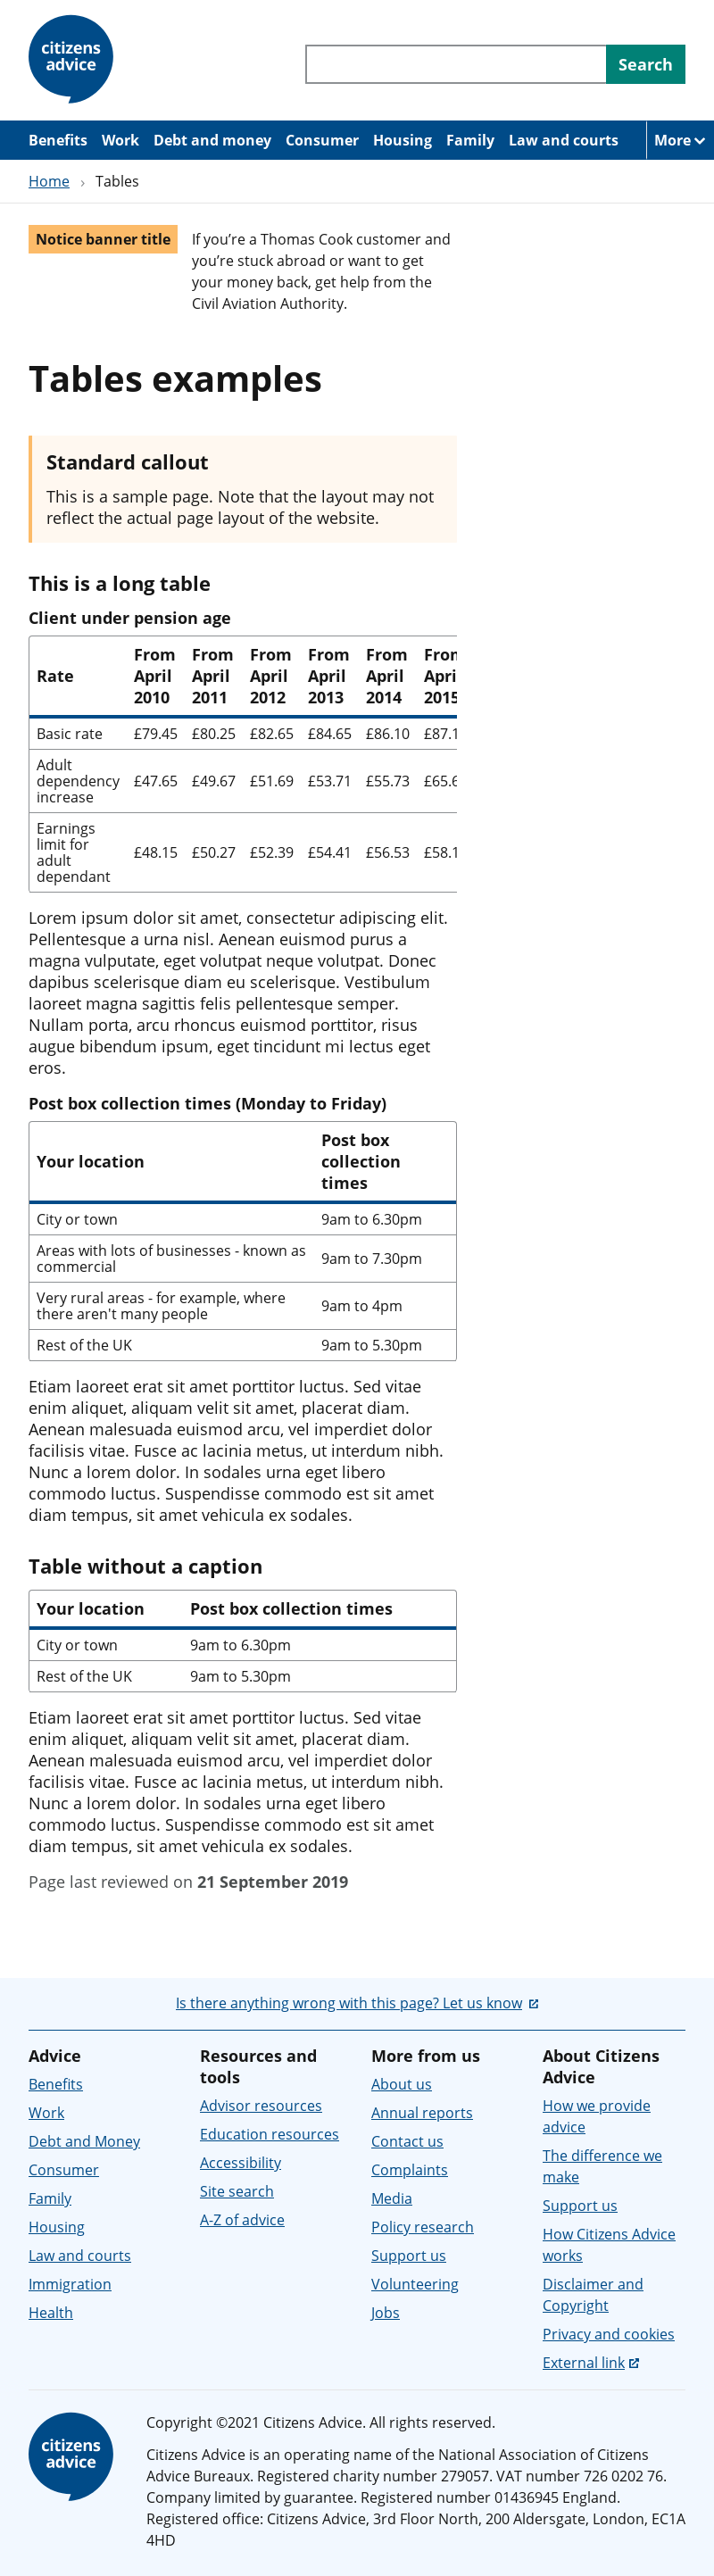 citizens
advice
Search
Benefits Work Debt and money Consumer Housing Family Law and courts More
Home › Tables
Notice banner title
If you’re a Thomas Cook customer and
you’re stuck abroad or want to get
your money back, get help from the
Civil Aviation Authority.
Tables examples
Standard callout
This is a sample page. Note that the layout may not
reflect the actual page layout of the website.
This is a long table
Client under pension age
Rate From April 2010 From April 2011 From April 2012 From April 2013 From April 2014 From April 2015
Basic rate £79.45 £80.25 £82.65 £84.65 £86.10 £87.1
Adult dependency increase £47.65 £49.67 £51.69 £53.71 £55.73 £65.6
Earnings limit for adult dependant £48.15 £50.27 £52.39 £54.41 £56.53 £58.1
Lorem ipsum dolor sit amet, consectetur adipiscing elit.
Pellentesque a urna nisl. Aenean euismod purus a
magna vulputate, eget volutpat neque volutpat. Donec
dapibus scelerisque diam eu scelerisque. Vestibulum
laoreet magna sagittis felis pellentesque semper.
Nullam porta, arcu rhoncus euismod porttitor, risus
augue bibendum ipsum, eget tincidunt mi lectus eget
eros.
Post box collection times (Monday to Friday)
Your location Post box collection times
City or town 9am to 6.30pm
Areas with lots of businesses - known as commercial 9am to 7.30pm
Very rural areas - for example, where there aren't many people 9am to 4pm
Rest of the UK 9am to 5.30pm
Etiam laoreet erat sit amet porttitor luctus. Sed vitae
enim aliquet, aliquam velit sit amet, placerat diam.
Aenean malesuada euismod arcu, vel imperdiet dolor
facilisis vitae. Fusce ac lacinia metus, ut interdum nibh.
Nunc a lorem dolor. In sodales urna eget libero
commodo luctus. Suspendisse commodo est sit amet
diam tempus, sit amet vehicula ex sodales.
Table without a caption
Your location Post box collection times
City or town 9am to 6.30pm
Rest of the UK 9am to 5.30pm
Etiam laoreet erat sit amet porttitor luctus. Sed vitae
enim aliquet, aliquam velit sit amet, placerat diam.
Aenean malesuada euismod arcu, vel imperdiet dolor
facilisis vitae. Fusce ac lacinia metus, ut interdum nibh.
Nunc a lorem dolor. In sodales urna eget libero
commodo luctus. Suspendisse commodo est sit amet
diam tempus, sit amet vehicula ex sodales.
Page last reviewed on 21 September 2019
Is there anything wrong with this page? Let us know
Advice
Benefits
Work
Debt and Money
Consumer
Family
Housing
Law and courts
Immigration
Health
Resources and
tools
Advisor resources
Education resources
Accessibility
Site search
A-Z of advice
More from us
About us
Annual reports
Contact us
Complaints
Media
Policy research
Support us
Volunteering
Jobs
About Citizens
Advice
How we provide
advice
The difference we
make
Support us
How Citizens Advice
works
Disclaimer and
Copyright
Privacy and cookies
External link
citizens
advice
Copyright ©2021 Citizens Advice. All rights reserved.
Citizens Advice is an operating name of the National Association of Citizens
Advice Bureaux. Registered charity number 279057. VAT number 726 0202 76.
Company limited by guarantee. Registered number 01436945 England.
Registered office: Citizens Advice, 3rd Floor North, 200 Aldersgate, London, EC1A
4HD